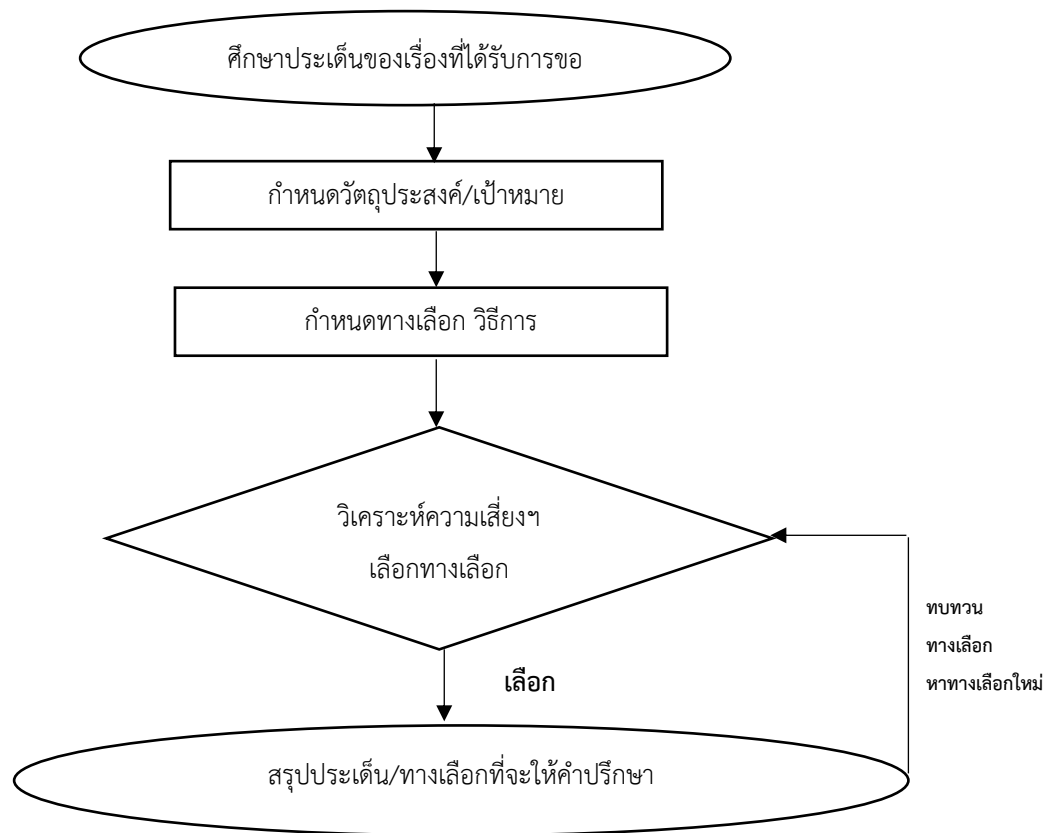 ศึกษาประเด็นของเรื่องที่ได้รับการขอ
กำหนดวัตถุประสงค์/เป้าหมาย
กำหนดทางเลือก วิธีการ
วิเคราะห์ความเสี่ยงฯ
เลือกทางเลือก
ทบทวน
ทางเลือก
หาทางเลือกใหม่
เลือก
สรุปประเด็น/ทางเลือกที่จะให้คำปรึกษา